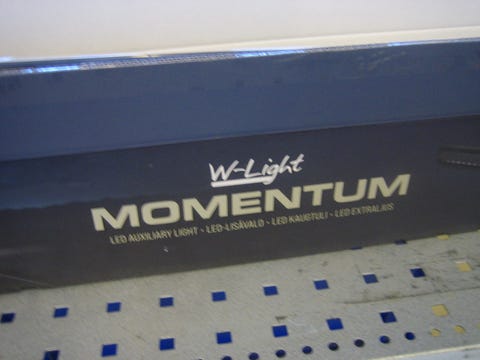 W-Light
MOMENTUM
LED AUXILIARY LIGHT - LED-LISÄVALO - LED KAUGTULI - LED EXTRALJUS